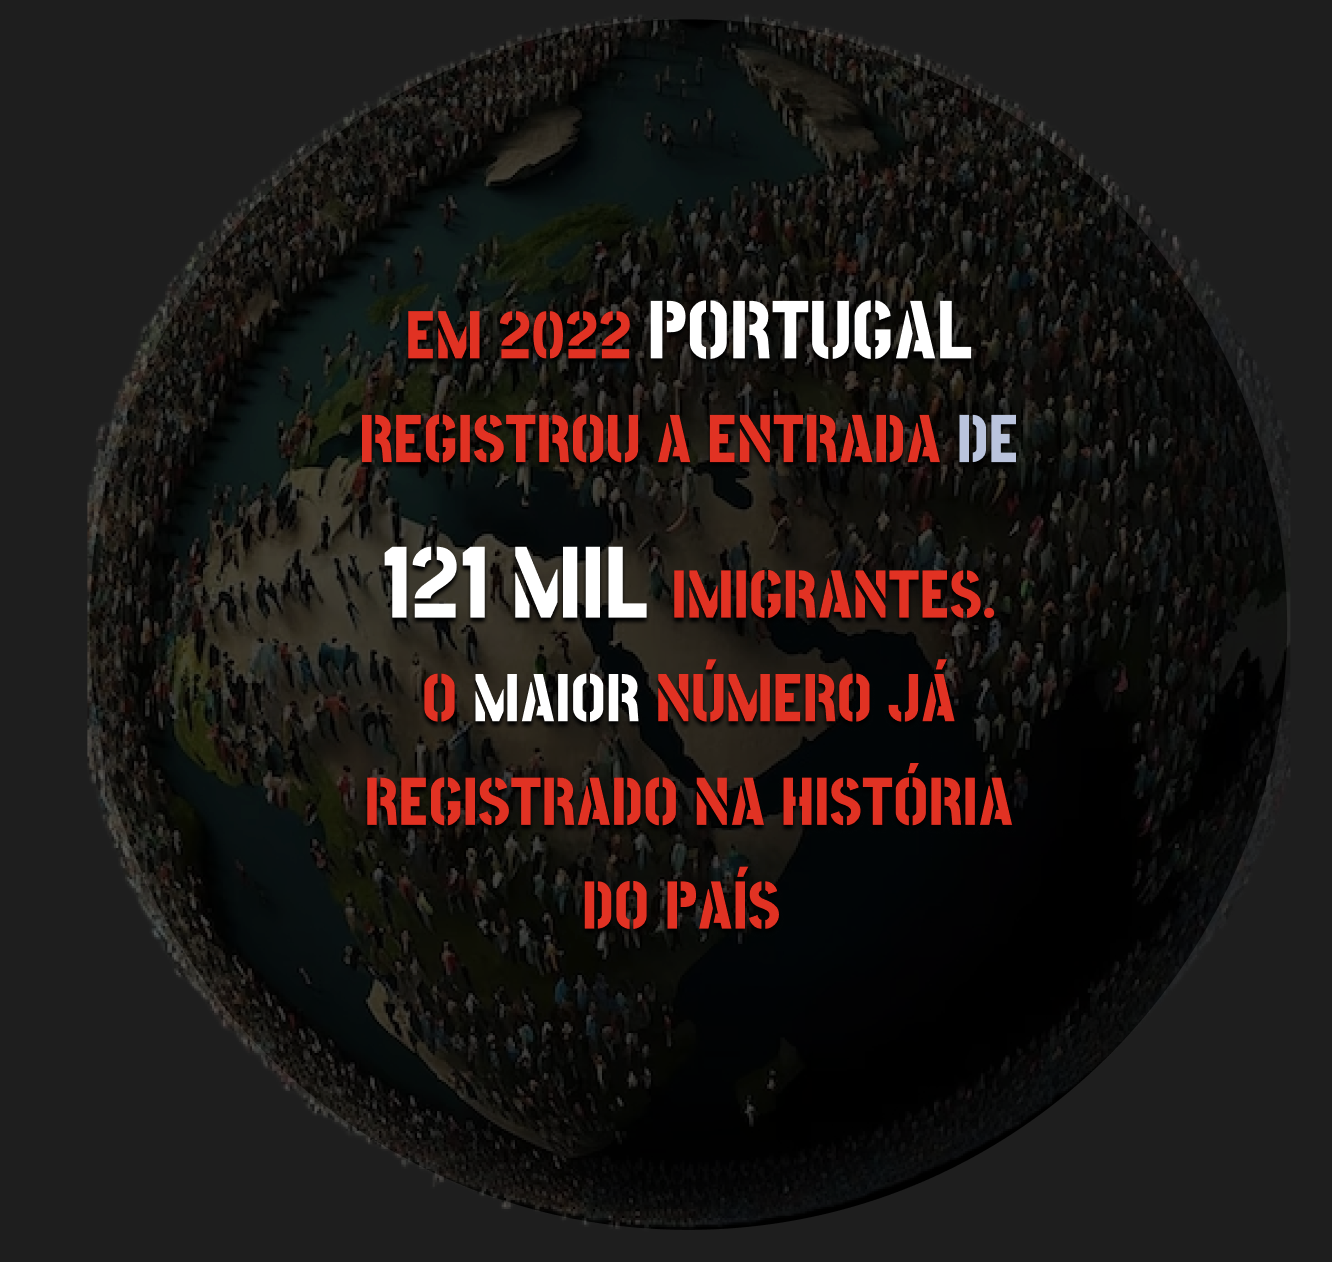 EM 2022 PORTUGAL
REGISTROU A ENTRADA DE
121 MIL IMIGRANTES.
O MAIOR NÚMERO JÁ
REGISTRADO NA HISTÓRIA
DO PAÍS